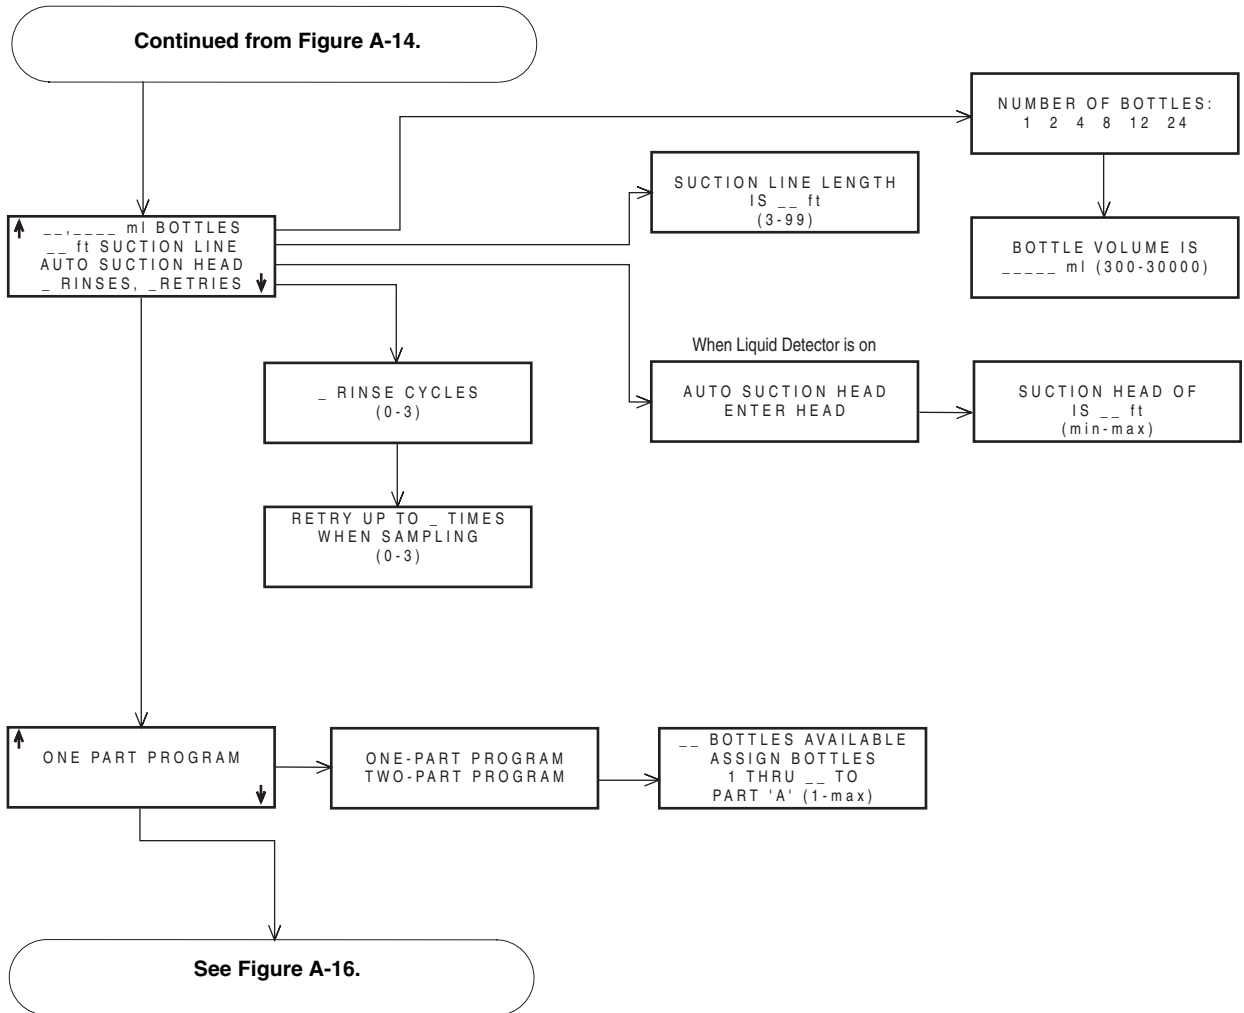 Continued from Figure A-14.
NUMBER OF BOTTLES:
1 2 4 8 12 24
SUCTION LINE LENGTH
IS __ ft
(3-99)
__,____ ml BOTTLES
__ ft SUCTION LINE
AUTO SUCTION HEAD
_ RINSES, _RETRIES
BOTTLE VOLUME IS
_____ ml (300-30000)
When Liquid Detector is on
_ RINSE CYCLES
(0-3)
AUTO SUCTION HEAD
ENTER HEAD
SUCTION HEAD OF
IS __ ft
(min-max)
RETRY UP TO _ TIMES
WHEN SAMPLING
(0-3)
ONE PART PROGRAM
ONE-PART PROGRAM
TWO-PART PROGRAM
__ BOTTLES AVAILABLE
ASSIGN BOTTLES
1 THRU __ TO
PART 'A' (1-max)
See Figure A-16.